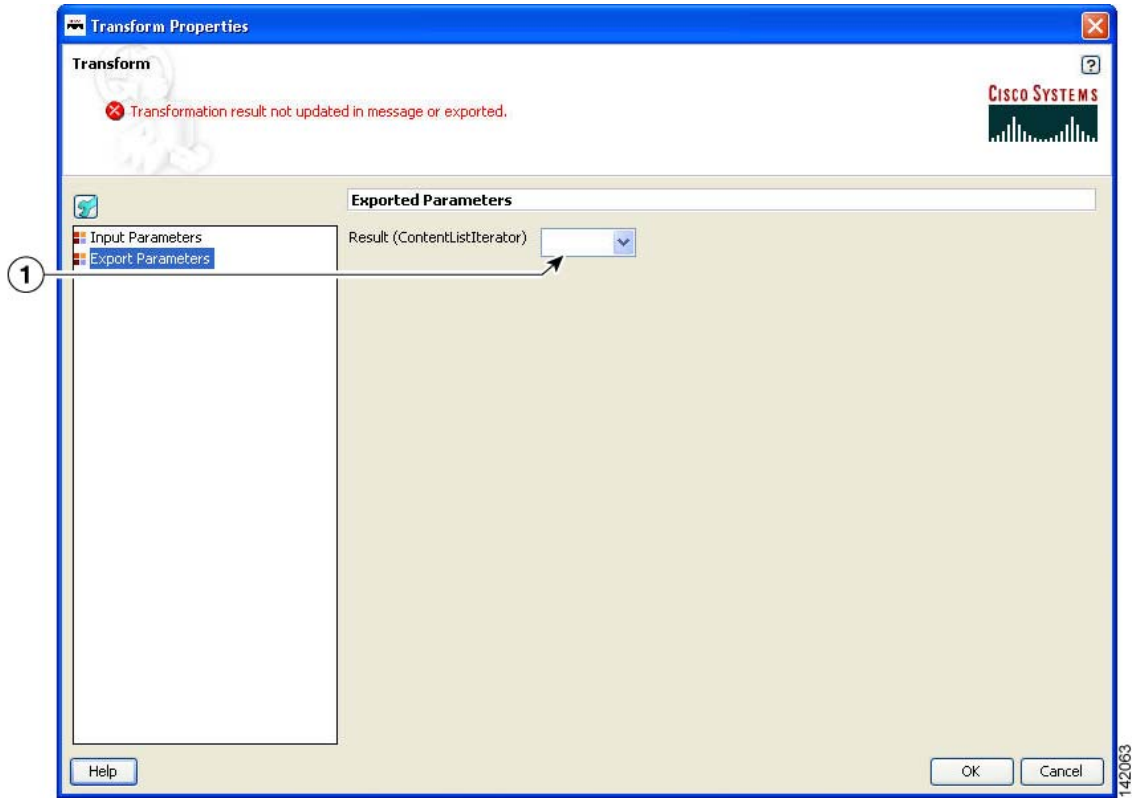 Transform Properties
Transform
?
Transformation result not updated in message or exported.
CISCO SYSTEMS
Exported Parameters
Input Parameters
Export Parameters
Result (ContentListIterator)
1
Help
OK
Cancel
142063